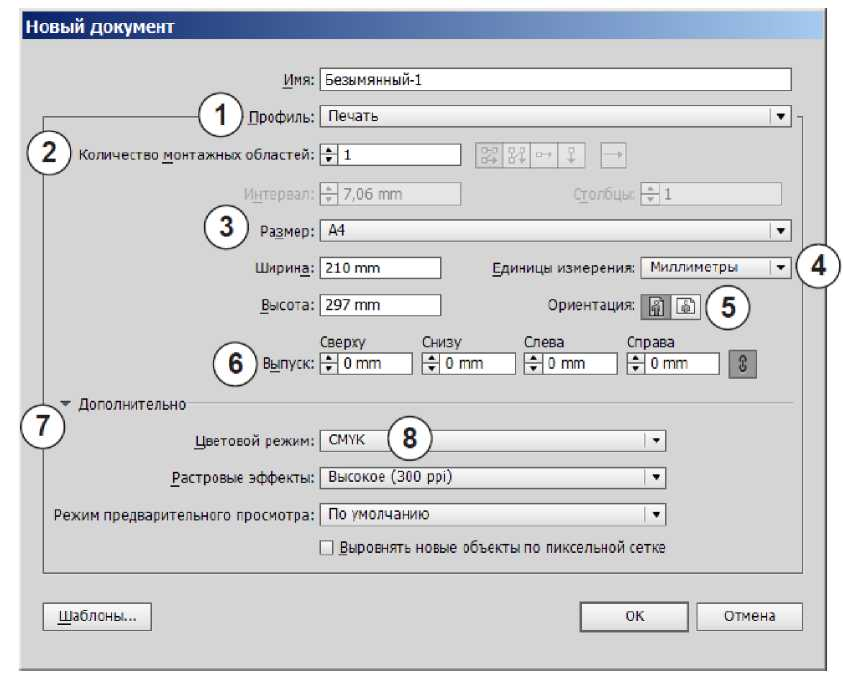 Новый документ
Имя: Безымянный-1
1 Профиль: Печать
2 Количество монтажных областей: 1
Интервал: 7,06 mm Столбцы: 1
3 Размер: A4
Ширина: 210 mm Единицы измерения: Миллиметры 4
Высота: 297 mm Ориентация: 5
Сверху Снизу Слева Справа
6 Выпуск: 0 mm 0 mm 0 mm 0 mm
7 Дополнительно
Цветовой режим: CMYK 8
Растровые эффекты: Высокое (300 ppi)
Режим предварительного просмотра: По умолчанию
Выровнять новые объекты по пиксельной сетке
Шаблоны... ОК Отмена